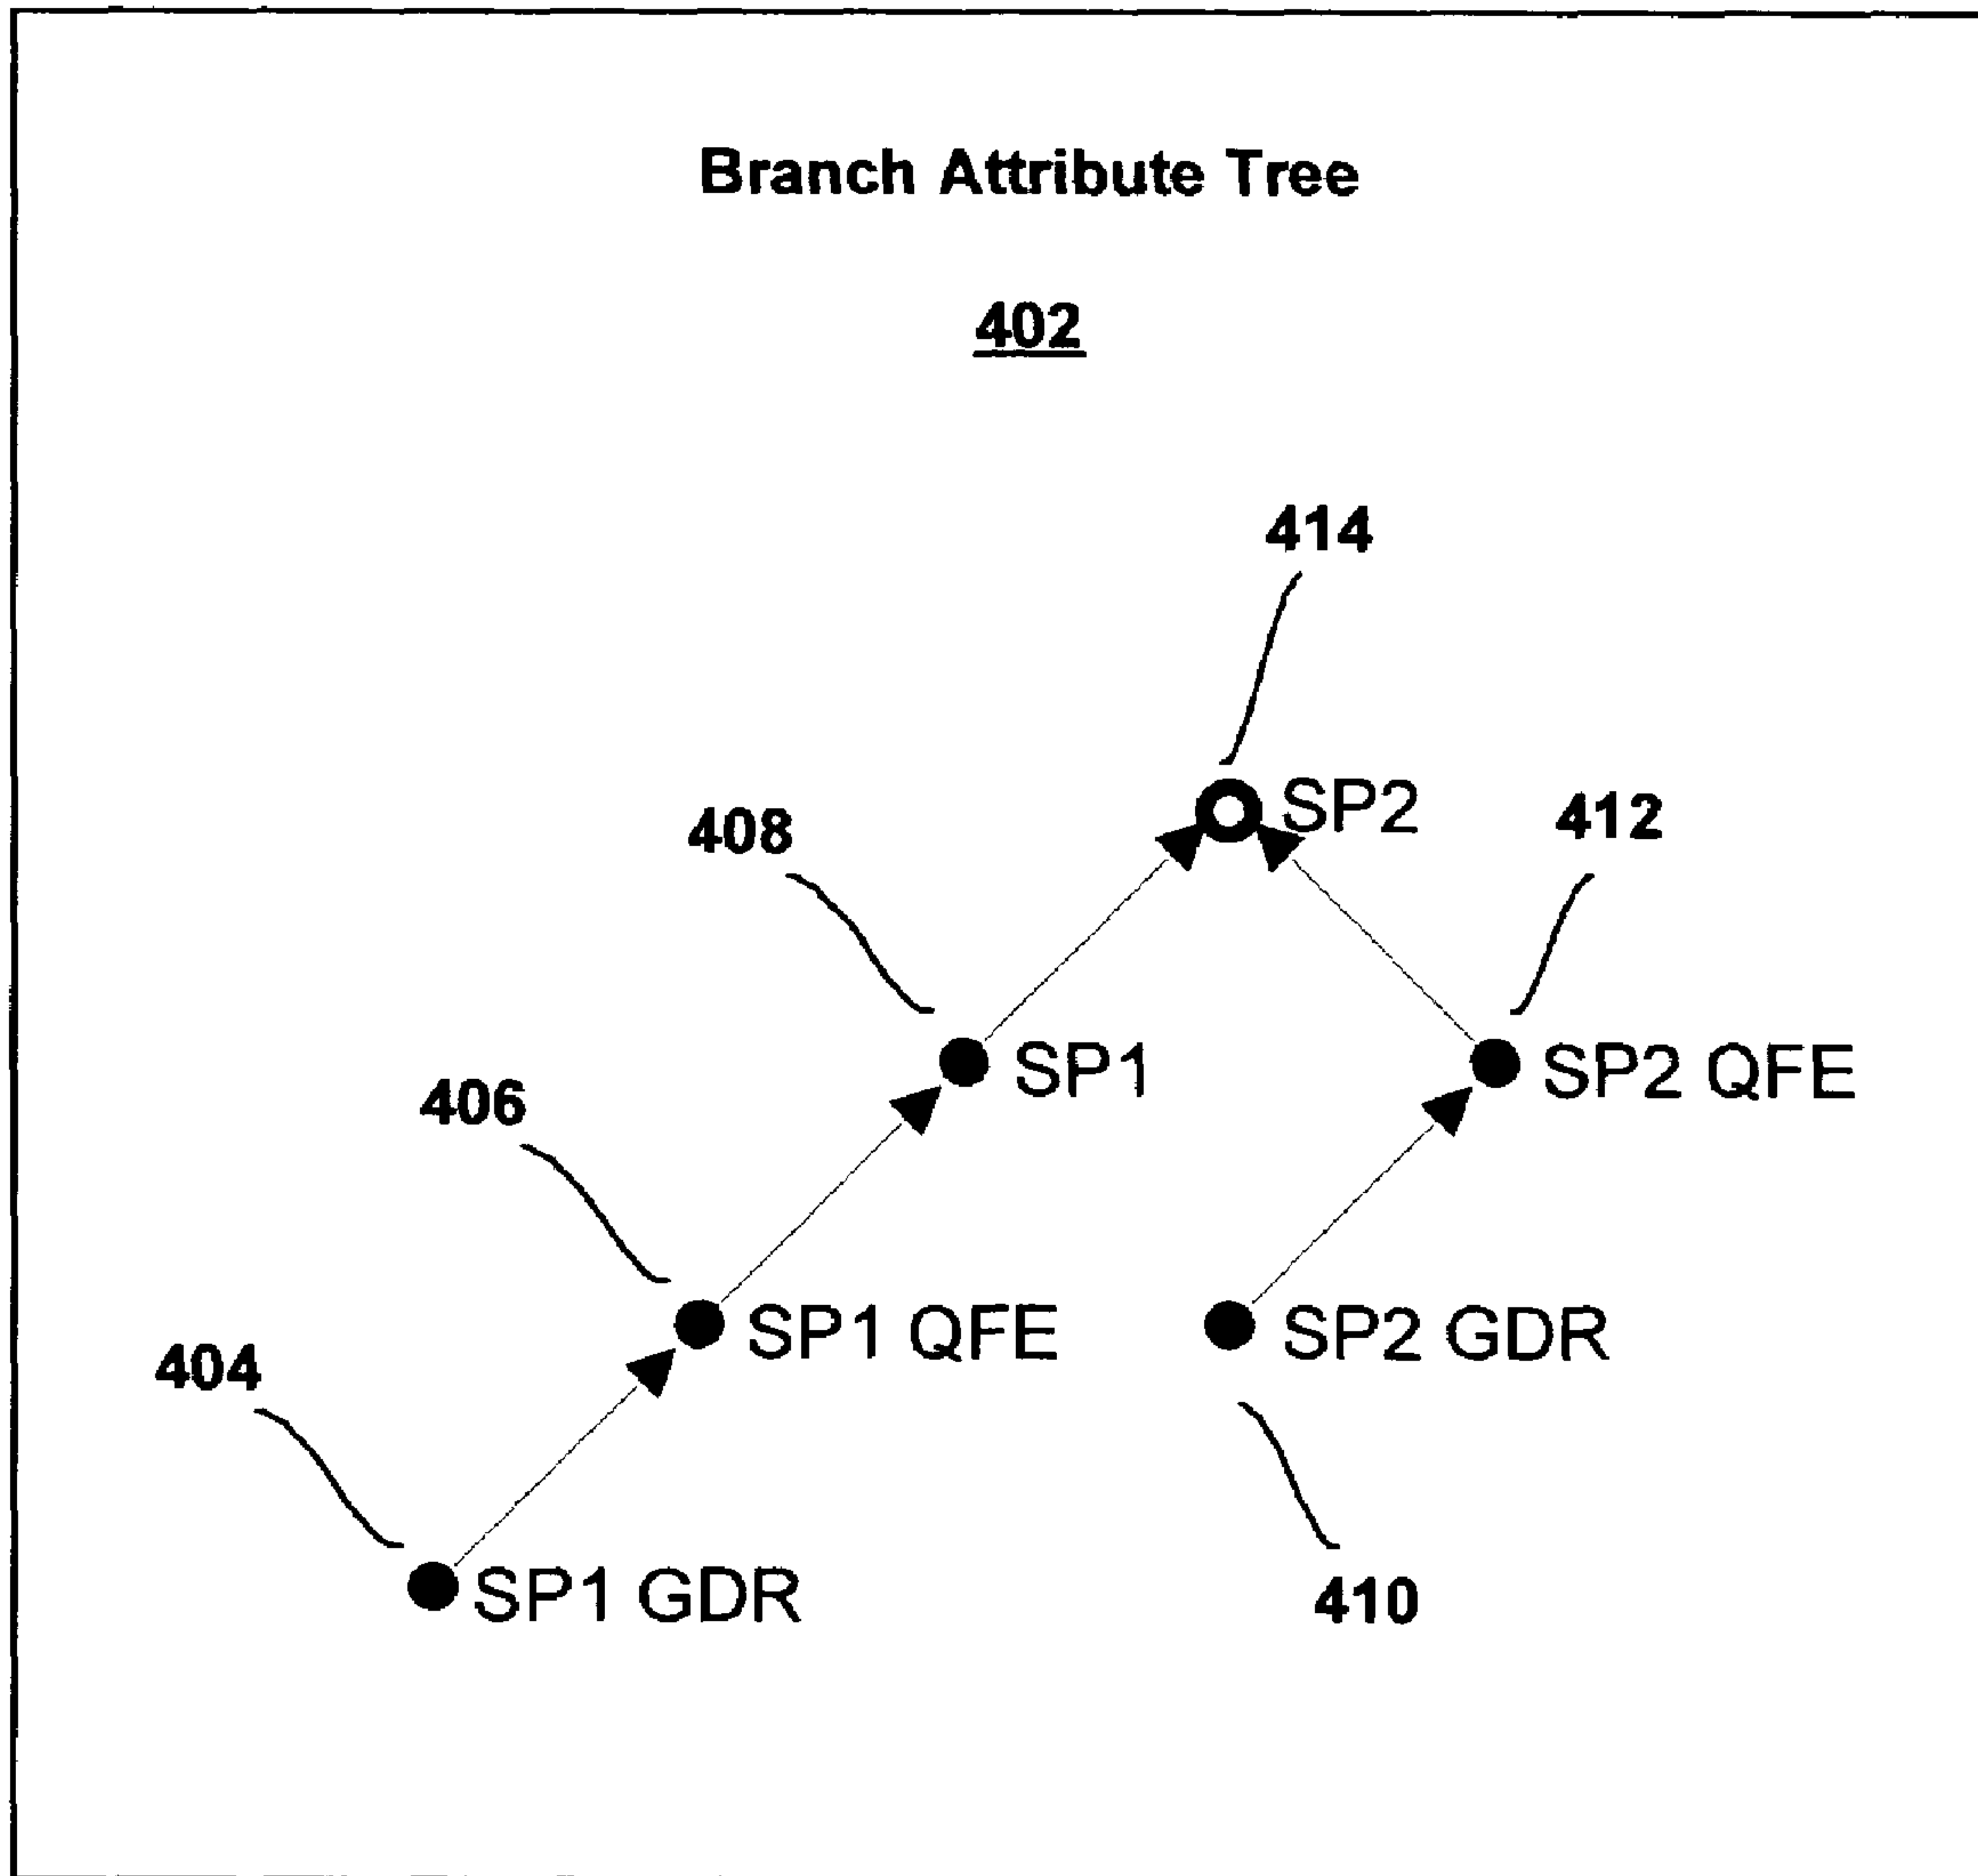 Branch Attribute Tree
402
414
SP2
408
412
SP1
SP2 QFE
406
SP1 QFE
SP2 GDR
404
SP1 GDR
410